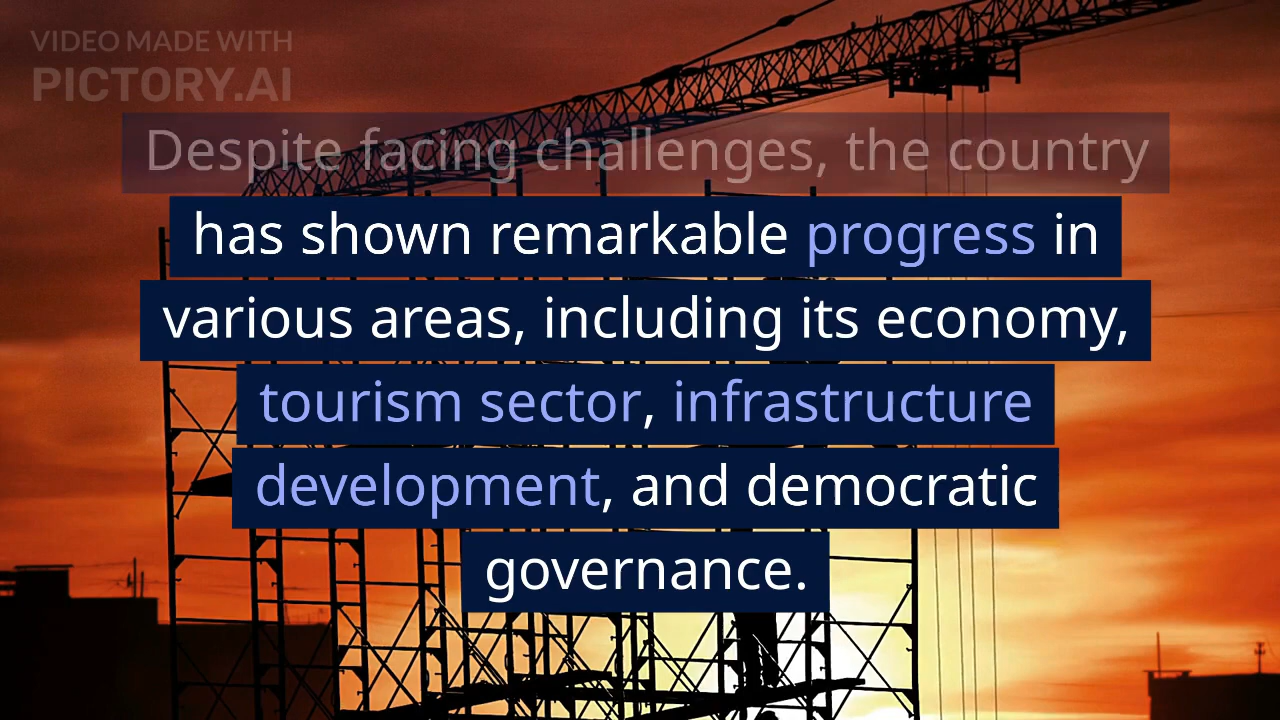 VIDEO MADE WITH
PICTORY.AI
Despite facing challenges, the country
has shown remarkable progress in
various areas, including its economy,
tourism sector, infrastructure
development, and democratic
governance.